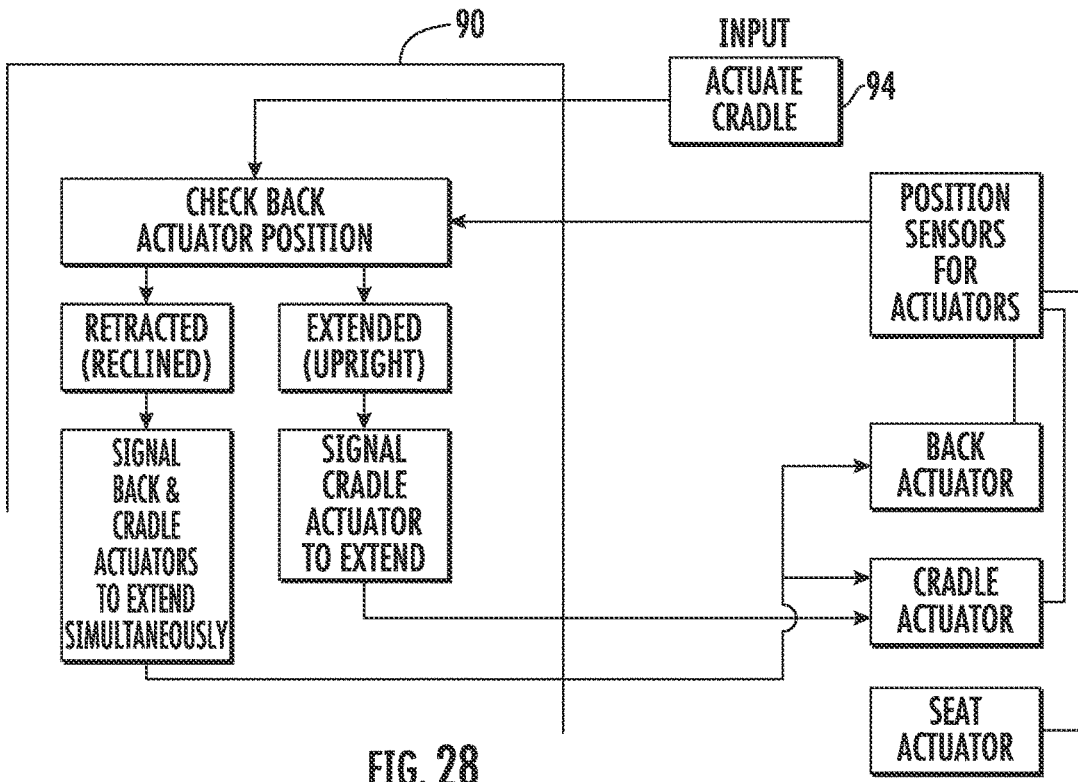 90
INPUT
ACTUATE
CRADLE
94
CHECK BACK
ACTUATOR POSITION
POSITION
SENSORS
FOR
ACTUATORS
RETRACTED
(RECLINED)
EXTENDED
(UPRIGHT)
SIGNAL
BACK &
CRADLE
ACTUATORS
TO EXTEND
SIMULTANEOUSLY
SIGNAL
CRADLE
ACTUATOR
TO EXTEND
BACK
ACTUATOR
CRADLE
ACTUATOR
SEAT
ACTUATOR
FIG. 28